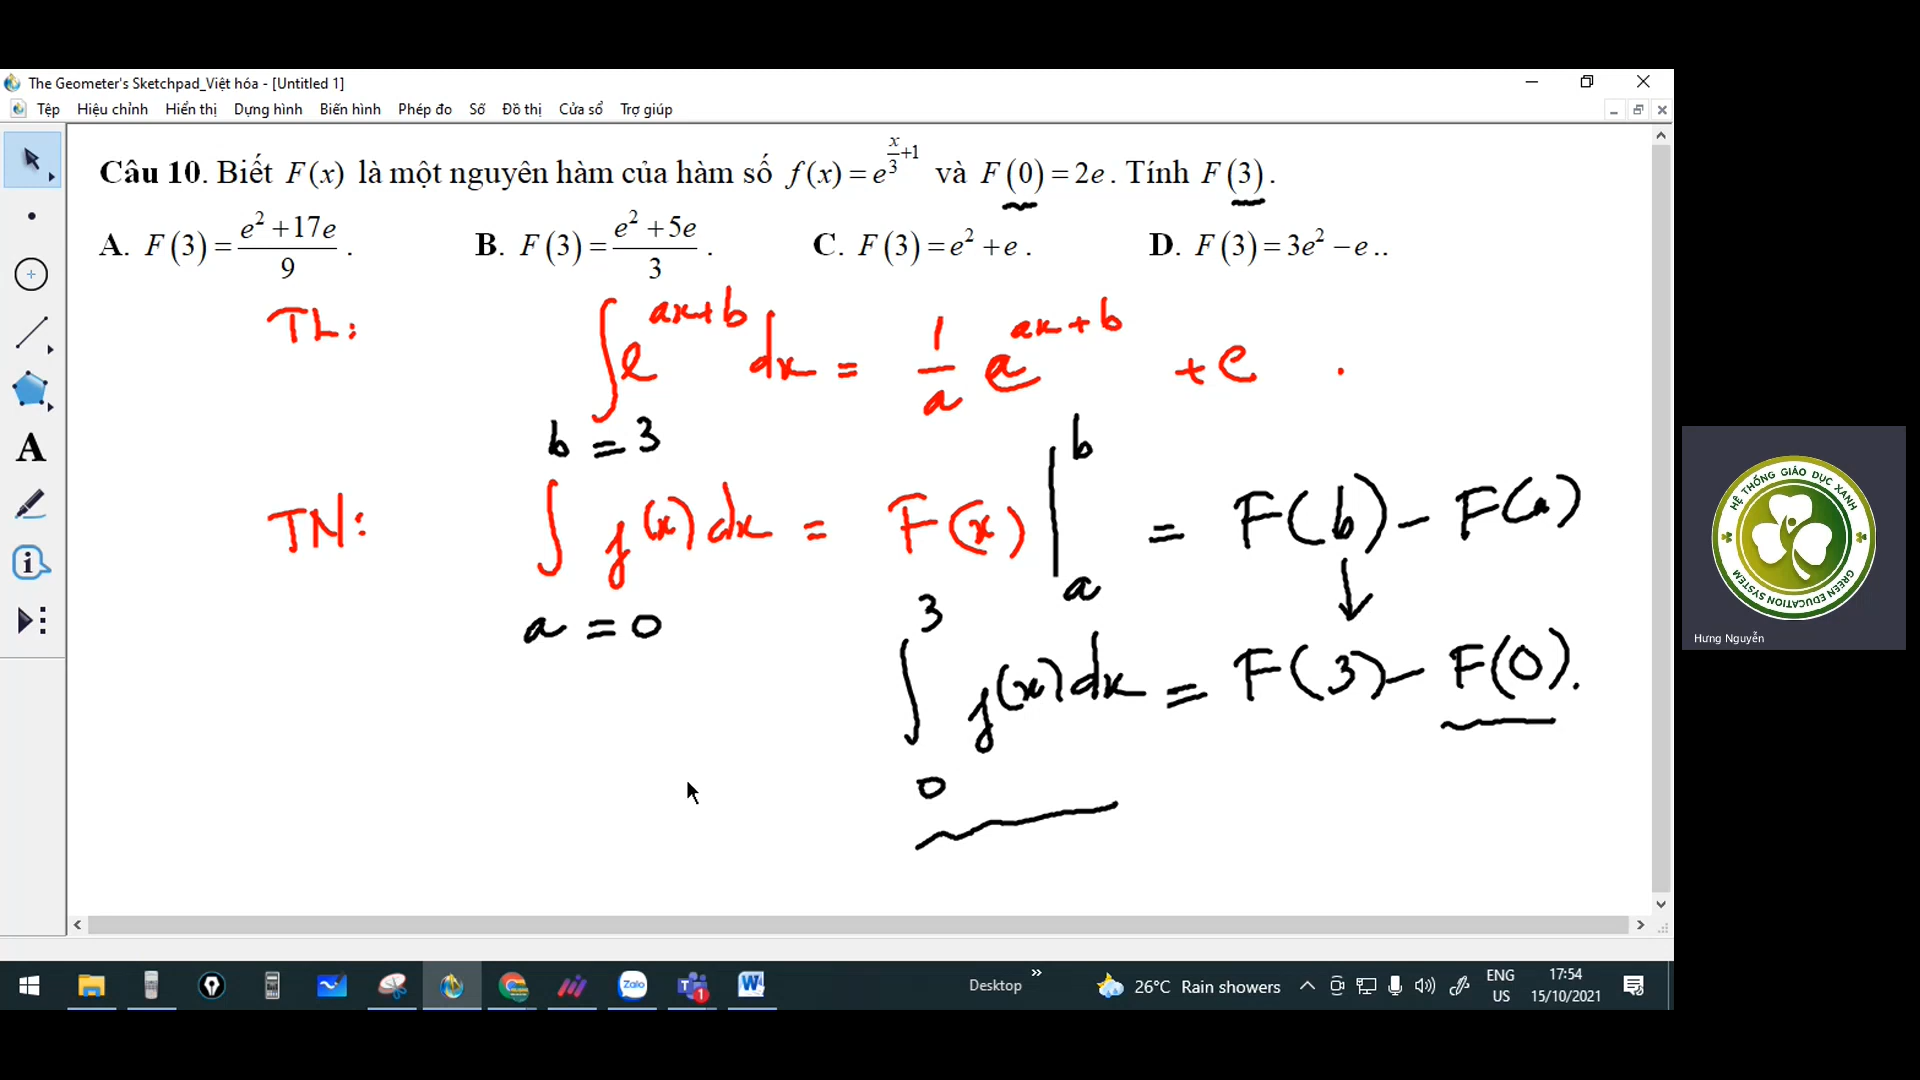 The Geometer's Sketchpad_Việt hóa - [Untitled 1]
Tệp Hiệu chỉnh Hiển thị Dựng hình Biến hình Phép đo Số Đồ thị Cửa sổ Trợ giúp
Câu 10. Biết F(x) là một nguyên hàm của hàm số f(x) = e^{x/3+1} và F(0) = 2e. Tính F(3).
A. F(3) = (e² + 17e)/9 . B. F(3) = (e² + 5e)/3 . C. F(3) = e² + e . D. F(3) = 3e² − e ..
TL: ∫ e^{ax+b} dx = 1/a e^{ax+b} + C .
b = 3
TN: ∫ f(x) dx = F(x) |_a^b = F(b) − F(a)
a = 0
∫_0^3 f(x) dx = F(3) − F(0).
A
HỆ THỐNG GIÁO DỤC XANH
GREEN EDUCATION SYSTEM
Hưng Nguyễn
Zalo
Desktop 26°C Rain showers ENG US 17:54 15/10/2021